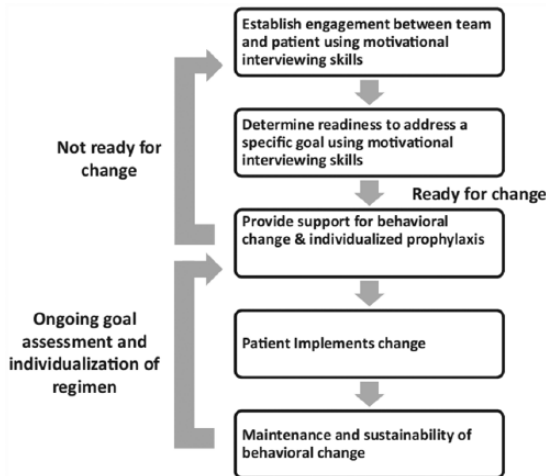 Establish engagement between team
and patient using motivational
interviewing skills
Determine readiness to address a
specific goal using motivational
interviewing skills
Not ready for
change
Ready for change
Provide support for behavioral
change & individualized prophylaxis
Ongoing goal
assessment and
individualization of
regimen
Patient Implements change
Maintenance and sustainability of
behavioral change